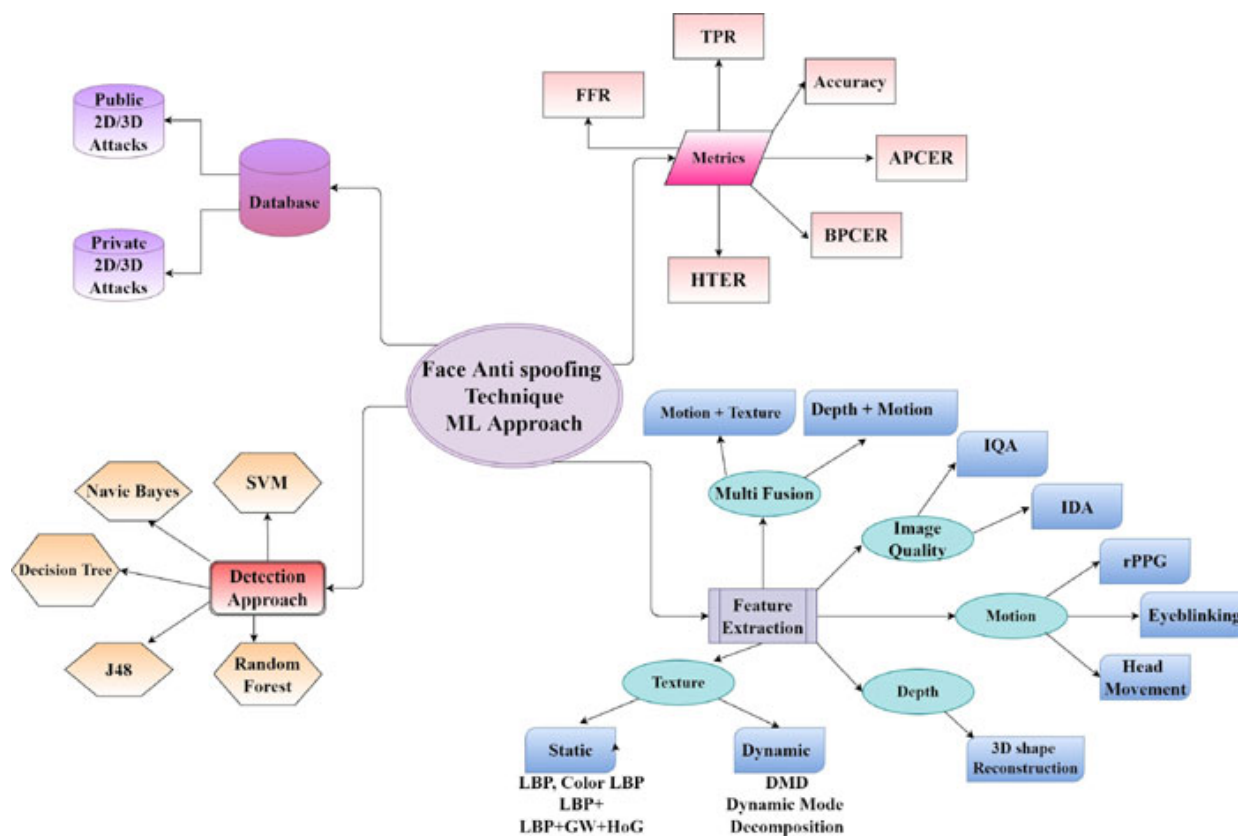 TPR
FFR
Accuracy
Metrics
APCER
BPCER
HTER
Public
2D/3D
Attacks
Database
Private
2D/3D
Attacks
Face Anti spoofing
Technique
ML Approach
Navic Bayes
SVM
Decision Tree
Detection
Approach
J48
Random
Forest
Motion + Texture
Depth + Motion
Multi Fusion
IQA
Image
Quality
IDA
Feature
Extraction
rPPG
Motion
Eyeblinking
Head
Movement
Texture
Depth
Static
LBP, Color LBP
LBP+
LBP+GW+HoG
Dynamic
DMD
Dynamic Mode
Decomposition
3D shape
Reconstruction